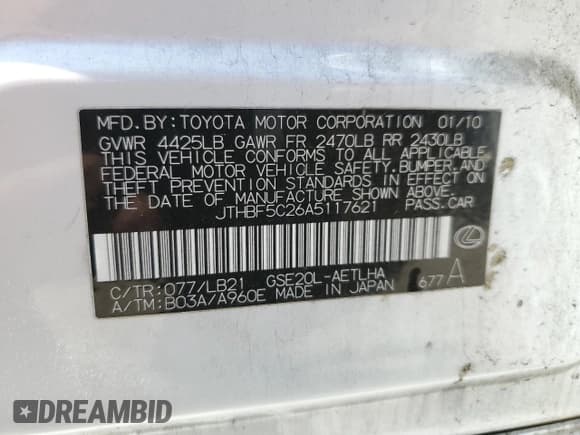 MFD. BY: TOYOTA MOTOR CORPORATION 01/10
GVWR 4425LB GAWR FR 2470LB RR 2430LB
THIS VEHICLE CONFORMS TO ALL APPLICABLE
FEDERAL MOTOR VEHICLE SAFETY, BUMPER, AND
THEFT PREVENTION STANDARDS IN EFFECT ON
THE DATE OF MANUFACTURE SHOWN ABOVE.
JTHBF5C26A5117621 PASS.CAR
C/TR: 077/LB21 GSE20L-AETLHA
A/TM: B03A/A960E MADE IN JAPAN 677 A
DREAMBID